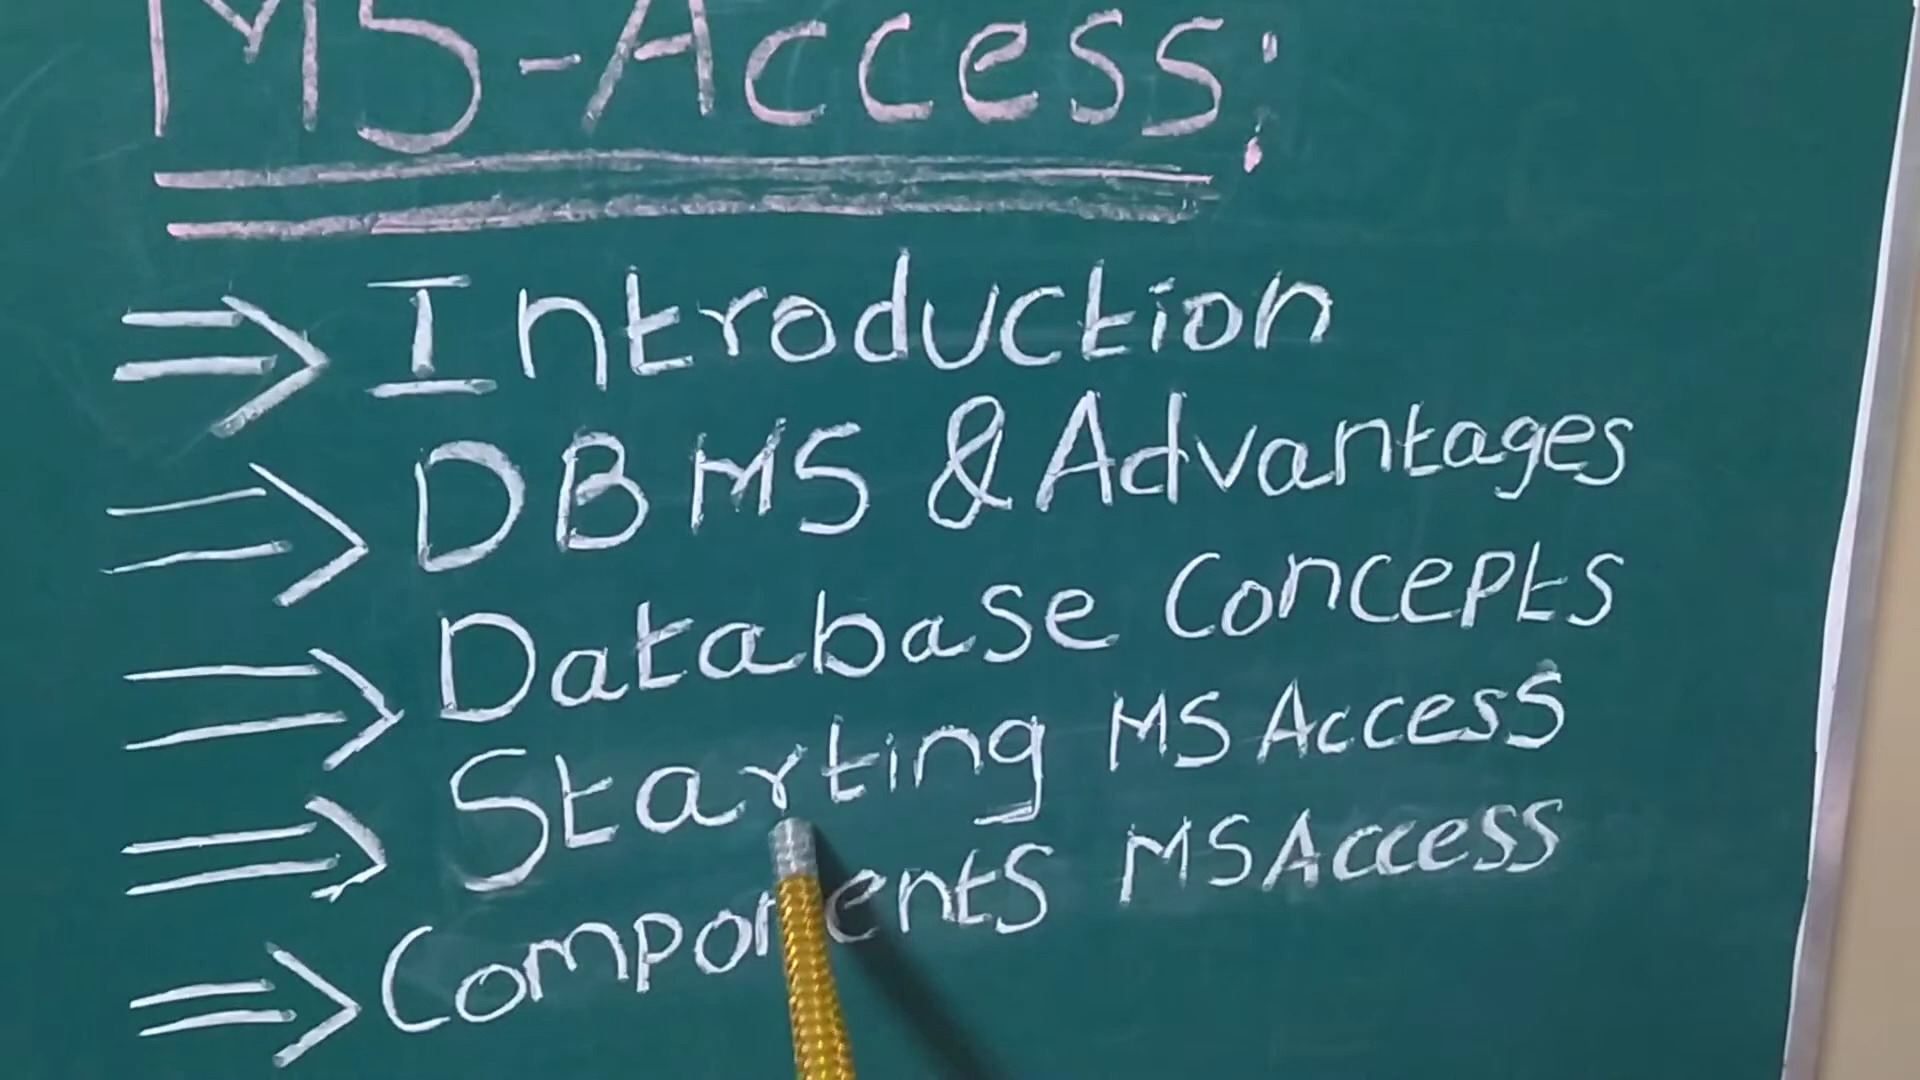 MS-Access:
⇒ Introduction
⇒ DBMS & Advantages
⇒ Database Concepts
⇒ Starting MS Access
⇒ Components MS Access